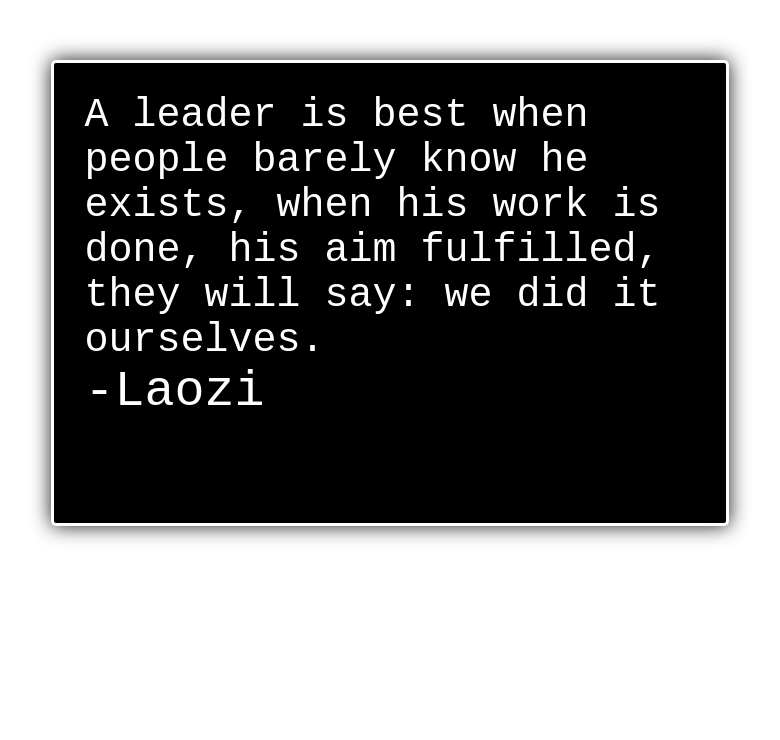 A leader is best when
people barely know he
exists, when his work is
done, his aim fulfilled,
they will say: we did it
ourselves.
-Laozi